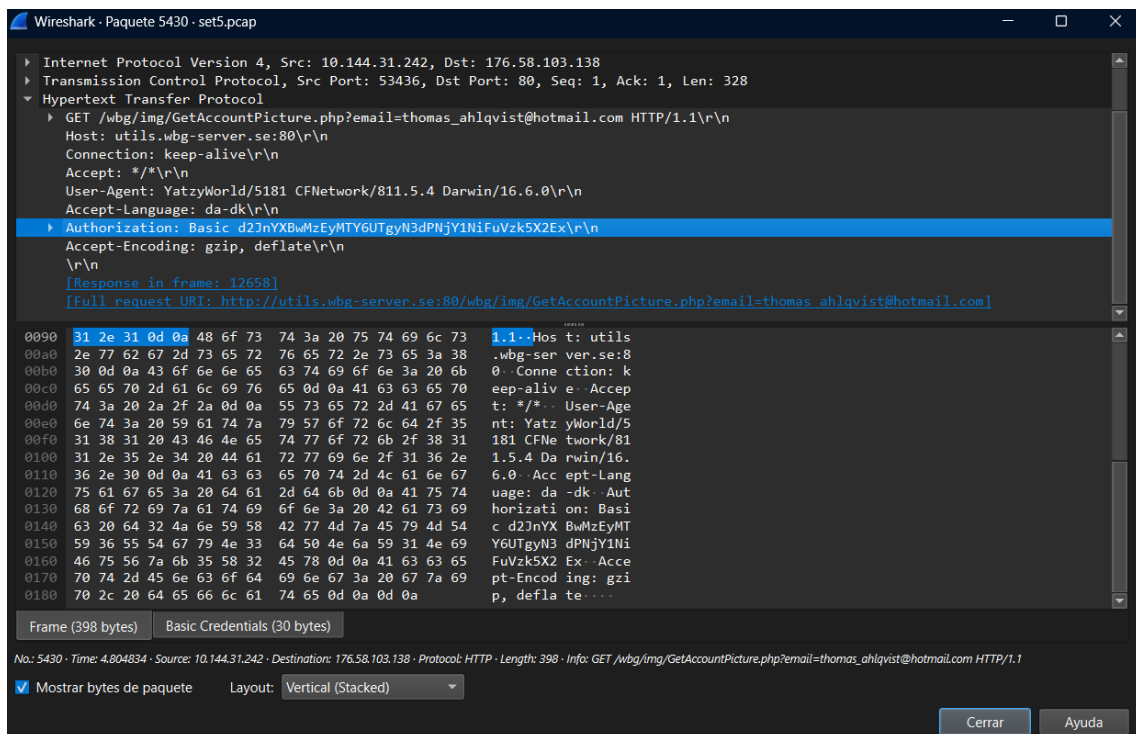 Wireshark · Paquete 5430 · set5.pcap
Internet Protocol Version 4, Src: 10.144.31.242, Dst: 176.58.103.138
Transmission Control Protocol, Src Port: 53436, Dst Port: 80, Seq: 1, Ack: 1, Len: 328
Hypertext Transfer Protocol
GET /wbg/img/GetAccountPicture.php?email=thomas_ahlqvist@hotmail.com HTTP/1.1\r\n
Host: utils.wbg-server.se:80\r\n
Connection: keep-alive\r\n
Accept: */*\r\n
User-Agent: YatzyWorld/5181 CFNetwork/811.5.4 Darwin/16.6.0\r\n
Accept-Language: da-dk\r\n
Authorization: Basic d2JnYXBwMzEyMTY6UTgyN3dPNjY1NiFuVzk5X2Ex\r\n
Accept-Encoding: gzip, deflate\r\n
\r\n
[Response in frame: 12658]
[Full request URI: http://utils.wbg-server.se:80/wbg/img/GetAccountPicture.php?email=thomas_ahlqvist@hotmail.com]
0090 31 2e 31 0d 0a 48 6f 73 74 3a 20 75 74 69 6c 73 1.1··Hos t: utils
00a0 2e 77 62 67 2d 73 65 72 76 65 72 2e 73 65 3a 38 .wbg-ser ver.se:8
00b0 30 0d 0a 43 6f 6e 6e 65 63 74 69 6f 6e 3a 20 6b 0··Conne ction: k
00c0 65 65 70 2d 61 6c 69 76 65 0d 0a 41 63 63 65 70 eep-aliv e··Accep
00d0 74 3a 20 2a 2f 2a 0d 0a 55 73 65 72 2d 41 67 65 t: */*·· User-Age
00e0 6e 74 3a 20 59 61 74 7a 79 57 6f 72 6c 64 2f 35 nt: Yatz yWorld/5
00f0 31 38 31 20 43 46 4e 65 74 77 6f 72 6b 2f 38 31 181 CFNe twork/81
0100 31 2e 35 2e 34 20 44 61 72 77 69 6e 2f 31 36 2e 1.5.4 Da rwin/16.
0110 36 2e 30 0d 0a 41 63 63 65 70 74 2d 4c 61 6e 67 6.0··Acc ept-Lang
0120 75 61 67 65 3a 20 64 61 2d 64 6b 0d 0a 41 75 74 uage: da -dk··Aut
0130 68 6f 72 69 7a 61 74 69 6f 6e 3a 20 42 61 73 69 horizati on: Basi
0140 63 20 64 32 4a 6e 59 58 42 77 4d 7a 45 79 4d 54 c d2JnYX BwMzEyMT
0150 59 36 55 54 67 79 4e 33 64 50 4e 6a 59 31 4e 69 Y6UTgyN3 dPNjY1Ni
0160 46 75 56 7a 6b 35 58 32 45 78 0d 0a 41 63 63 65 FuVzk5X2 Ex··Acce
0170 70 74 2d 45 6e 63 6f 64 69 6e 67 3a 20 67 7a 69 pt-Encod ing: gzi
0180 70 2c 20 64 65 66 6c 61 74 65 0d 0a 0d 0a p, defla te····
Frame (398 bytes) Basic Credentials (30 bytes)
No.: 5430 · Time: 4.804834 · Source: 10.144.31.242 · Destination: 176.58.103.138 · Protocol: HTTP · Length: 398 · Info: GET /wbg/img/GetAccountPicture.php?email=thomas_ahlqvist@hotmail.com HTTP/1.1
Mostrar bytes de paquete Layout: Vertical (Stacked)
Cerrar Ayuda